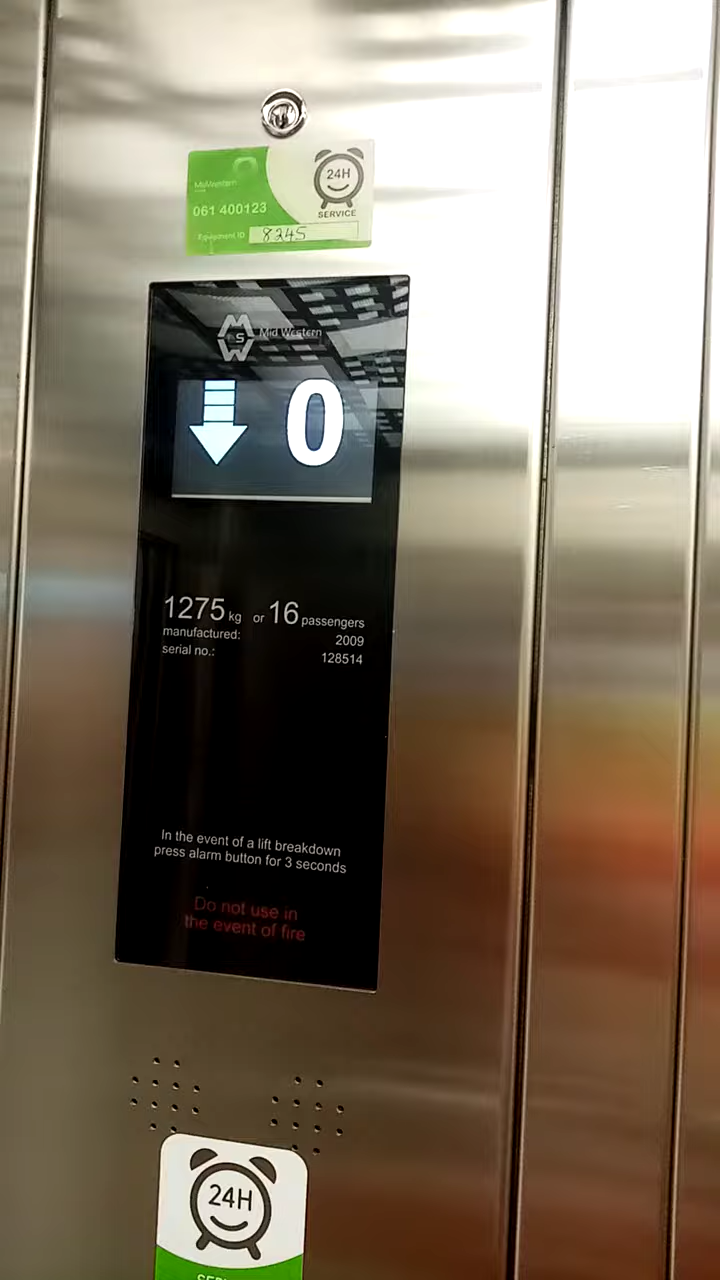 MidWestern
24H
061 400123
SERVICE
Equipment ID 8245
M S W Mid Western
0
1275 kg or 16 passengers
manufactured: 2009
serial no.: 128514
In the event of a lift breakdown
press alarm button for 3 seconds
Do not use in
the event of fire
24H